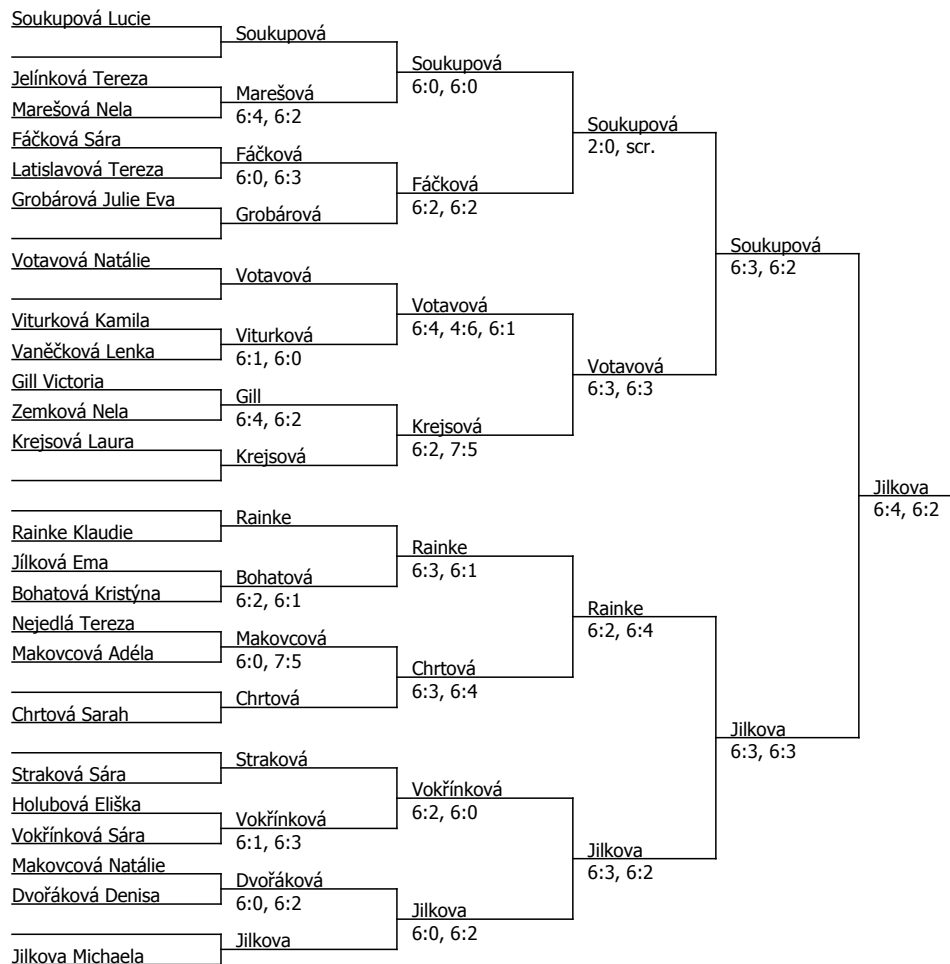 Soukupová Lucie
Jelínková Tereza
Marešová Nela
Fáčková Sára
Latislavová Tereza
Grobárová Julie Eva
Votavová Natálie
Viturková Kamila
Vaněčková Lenka
Gill Victoria
Zemková Nela
Krejsová Laura
Rainke Klaudie
Jílková Ema
Bohatová Kristýna
Nejedlá Tereza
Makovcová Adéla
Chrtová Sarah
Straková Sára
Holubová Eliška
Vokřínková Sára
Makovcová Natálie
Dvořáková Denisa
Jilkova Michaela
Soukupová
Marešová
6:4, 6:2
Fáčková
6:0, 6:3
Grobárová
Votavová
Viturková
6:1, 6:0
Gill
6:4, 6:2
Krejsová
Rainke
Bohatová
6:2, 6:1
Makovcová
6:0, 7:5
Chrtová
Straková
Vokřínková
6:1, 6:3
Dvořáková
6:0, 6:2
Jilkova
Soukupová
6:0, 6:0
Fáčková
6:2, 6:2
Votavová
6:4, 4:6, 6:1
Krejsová
6:2, 7:5
Rainke
6:3, 6:1
Chrtová
6:3, 6:4
Vokřínková
6:2, 6:0
Jilkova
6:0, 6:2
Soukupová
2:0, scr.
Votavová
6:3, 6:3
Rainke
6:2, 6:4
Jilkova
6:3, 6:2
Soukupová
6:3, 6:2
Jilkova
6:3, 6:3
Jilkova
6:4, 6:2